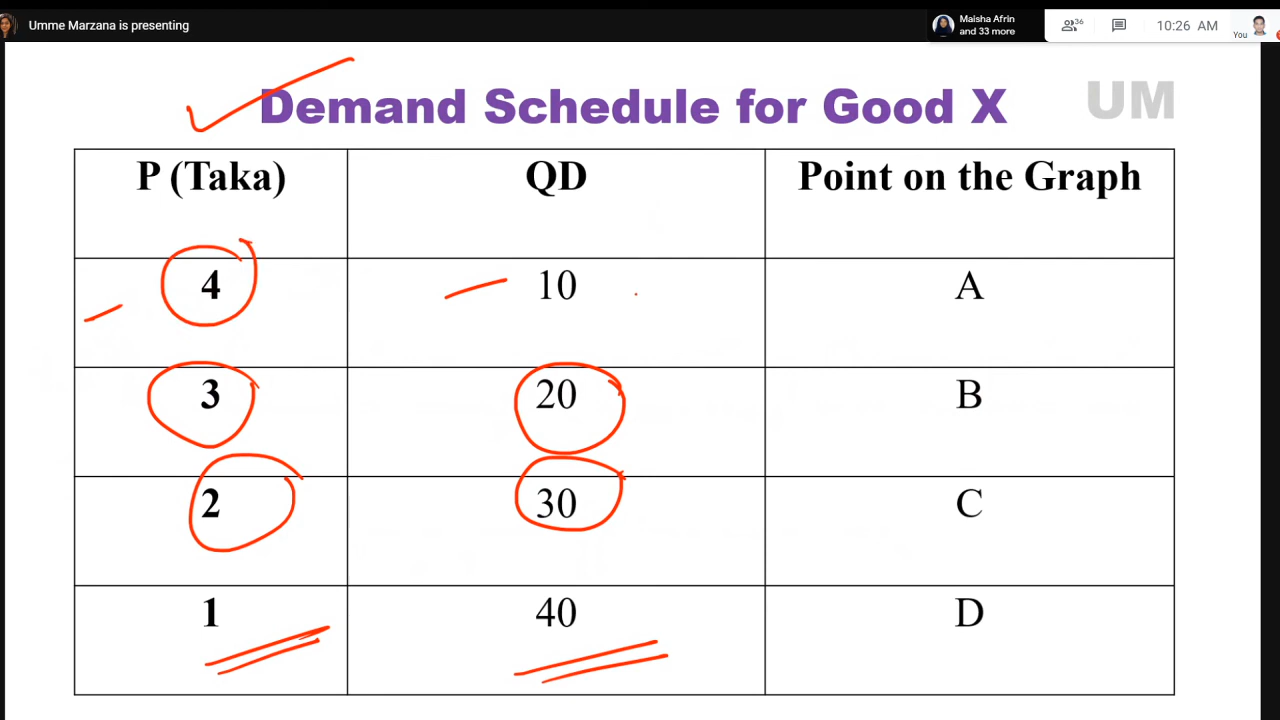 Umme Marzana is presenting
Maisha Afrin
and 33 more
36
10:26 AM
You
Demand Schedule for Good X
UM
P (Taka) QD Point on the Graph
4 10 A
3 20 B
2 30 C
1 40 D